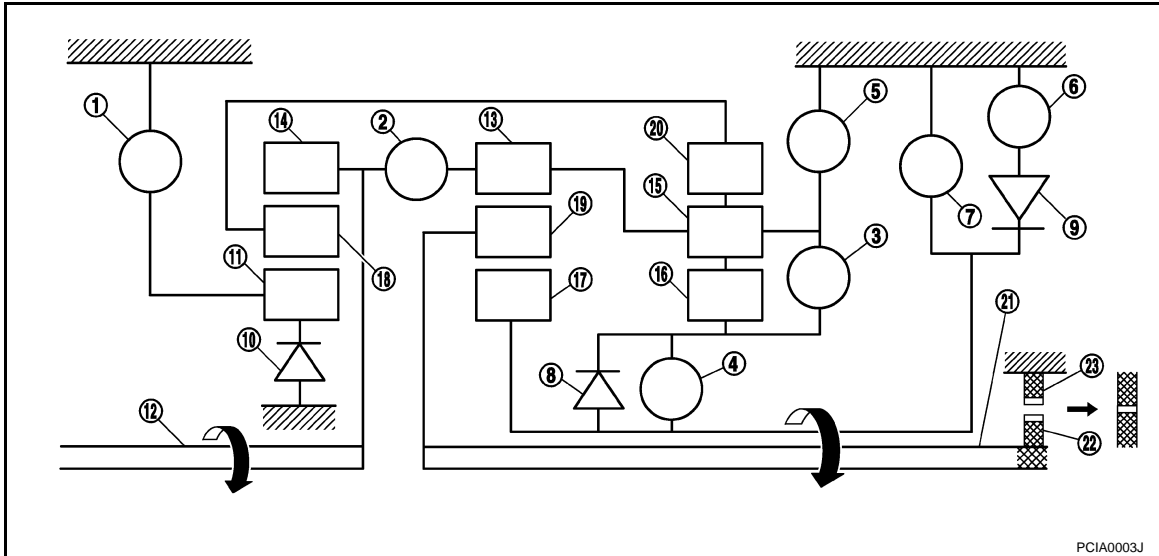 ① ⑭ ② ⑬ ⑳ ⑤ ⑥
⑮ ⑦ ⑨
⑲ ③
⑪ ⑱ ⑰ ⑯ ㉑
⑩ ⑧ ④ ㉓
⑫ ㉒
PCIA0003J